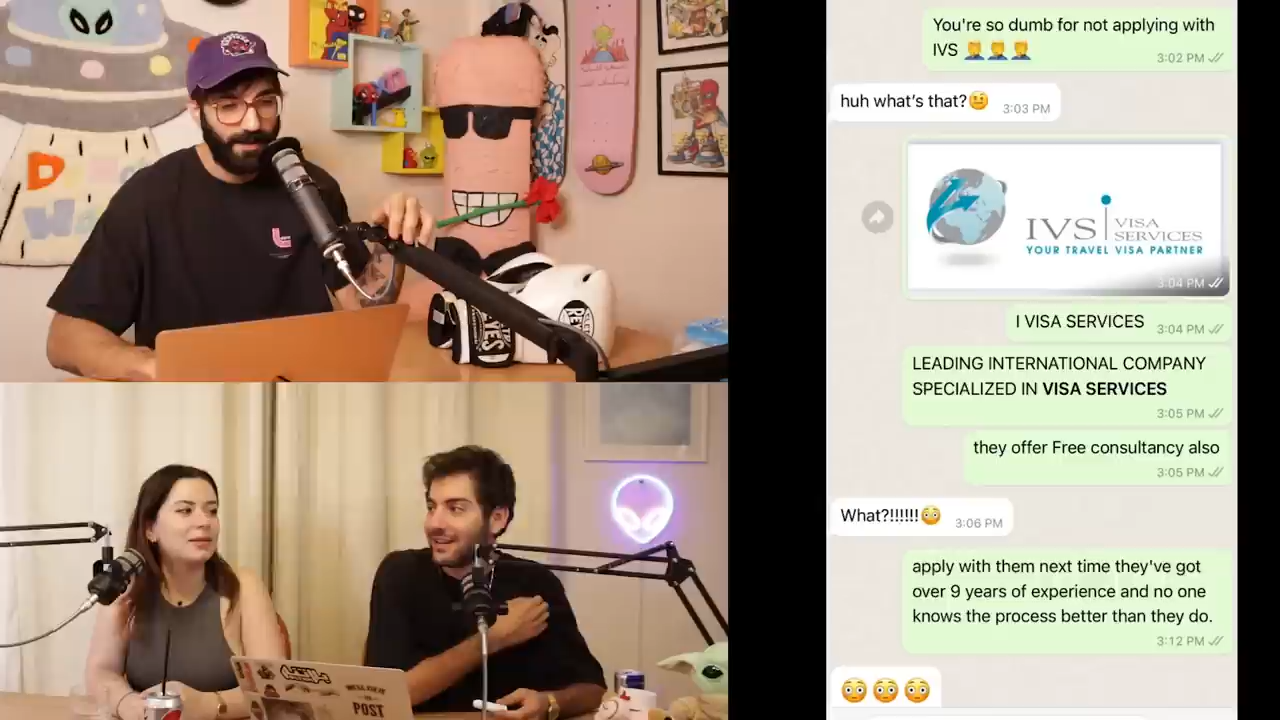 You're so dumb for not applying with
IVS 🤦🤦🤦
3:02 PM
huh what's that?🤨
3:03 PM
IVS VISA
SERVICES
YOUR TRAVEL VISA PARTNER
3:04 PM
I VISA SERVICES
3:04 PM
LEADING INTERNATIONAL COMPANY
SPECIALIZED IN VISA SERVICES
3:05 PM
they offer Free consultancy also
3:05 PM
What?!!!!!!😳
3:06 PM
apply with them next time they've got
over 9 years of experience and no one
knows the process better than they do.
3:12 PM
😳 😳 😳
REYES
POST